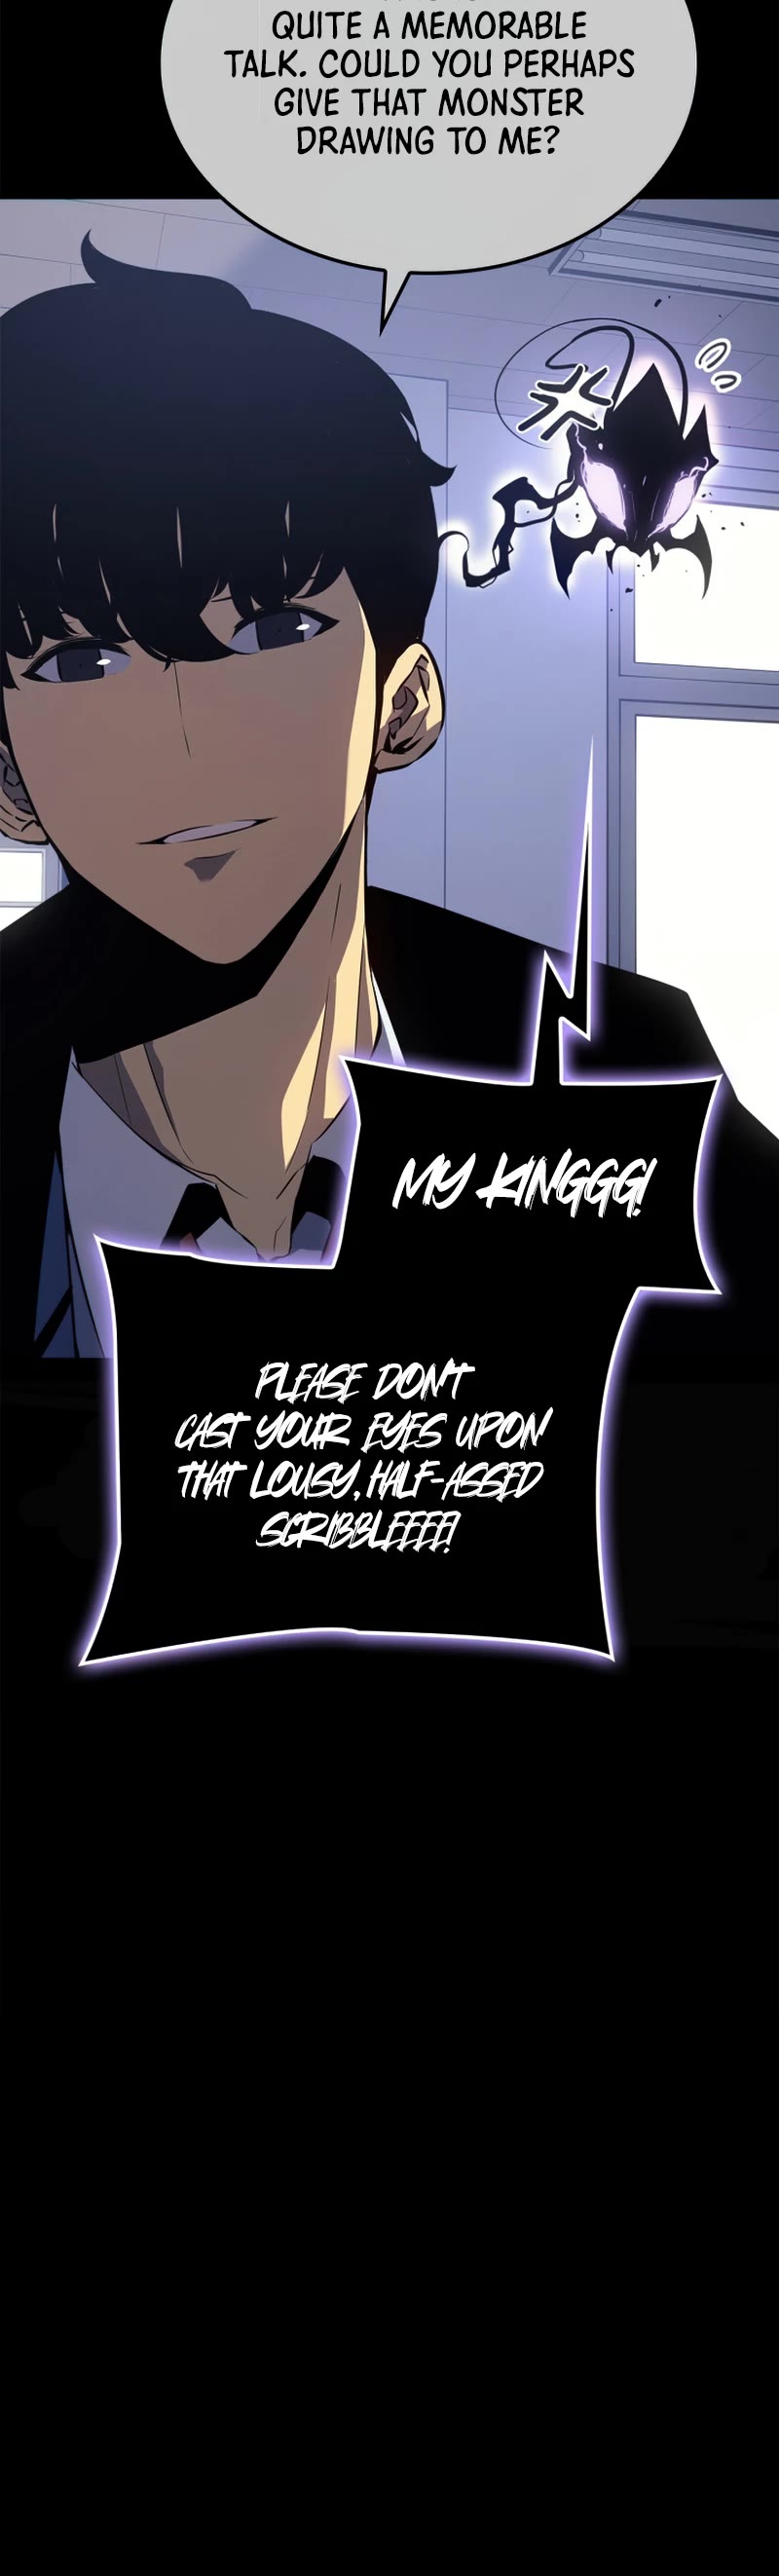 QUITE A MEMORABLE
TALK. COULD YOU PERHAPS
GIVE THAT MONSTER
DRAWING TO ME?
MY KINGGG!
PLEASE DON'T
CAST YOUR EYES UPON
THAT LOUSY, HALF-ASSED
SCRIBBLEEEE!